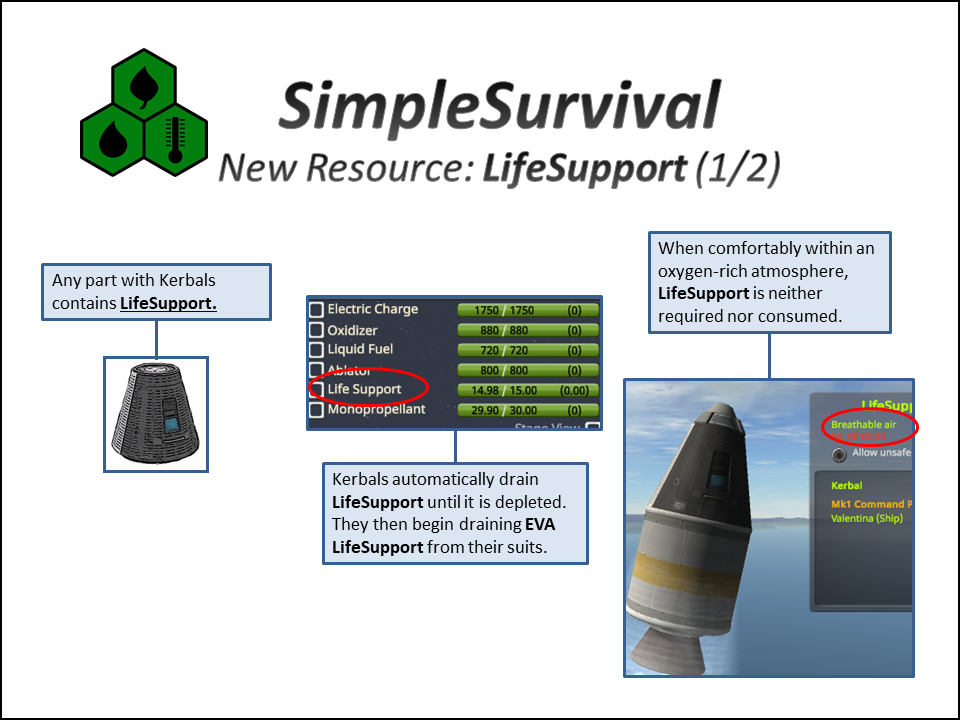 SimpleSurvival
New Resource: LifeSupport (1/2)
Any part with Kerbals
contains LifeSupport.
Electric Charge 1750 / 1750 (0)
Oxidizer 880 / 880 (0)
Liquid Fuel 720 / 720 (0)
Ablator 800 / 800 (0)
Life Support 14.98 / 15.00 (0.00)
Monopropellant 29.90 / 30.00 (0)
Stage View
Kerbals automatically drain
LifeSupport until it is depleted.
They then begin draining EVA
LifeSupport from their suits.
When comfortably within an
oxygen-rich atmosphere,
LifeSupport is neither
required nor consumed.
LifeSupp
Breathable air
Allow unsafe
Kerbal
Mk1 Command P
Valentina (Ship)